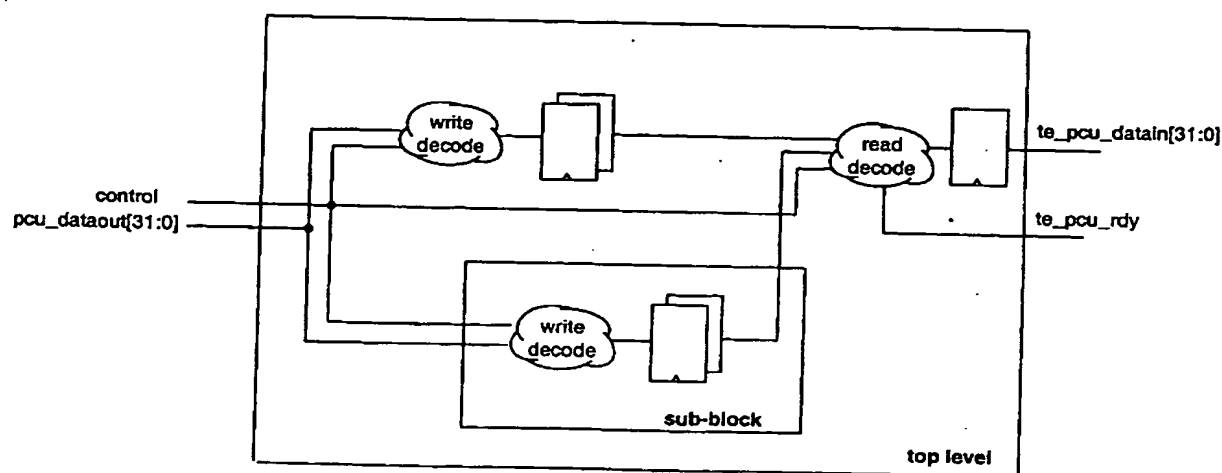 write
decode
read
decode
te_pcu_datain[31:0]
control
pcu_dataout[31:0]
te_pcu_rdy
write
decode
sub-block
top level